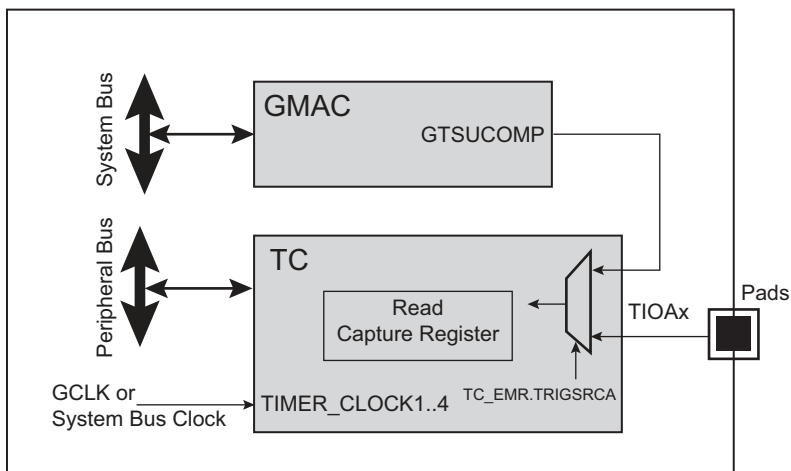 System Bus
GMAC
GTSUCOMP
Peripheral Bus
TC
Read
Capture Register
TIOAx
Pads
GCLK or
System Bus Clock
TIMER_CLOCK1..4
TC_EMR.TRIGSRCA